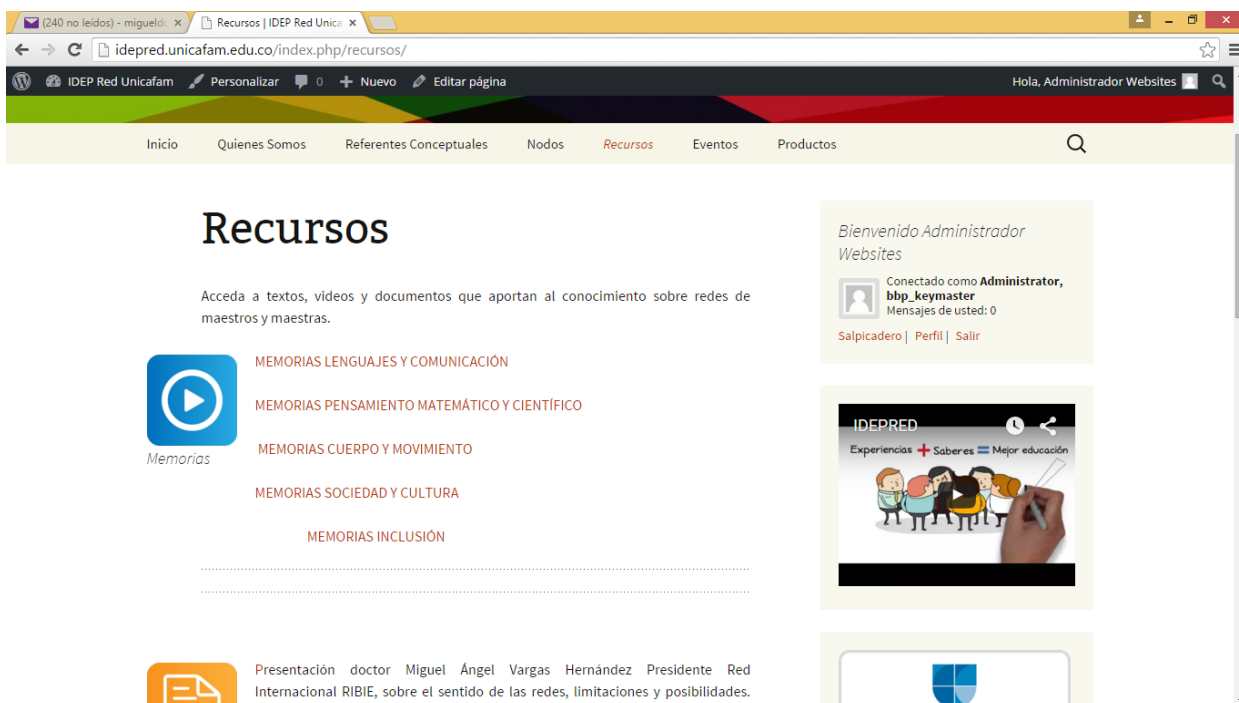 (240 no leídos) - migueldo
Recursos | IDEP Red Unica
idepred.unicafam.edu.co/index.php/recursos/
IDEP Red Unicafam Personalizar 0 Nuevo Editar página Hola, Administrador Websites
Inicio Quienes Somos Referentes Conceptuales Nodos Recursos Eventos Productos
Recursos
Acceda a textos, videos y documentos que aportan al conocimiento sobre redes de
maestros y maestras.
Memorias
MEMORIAS LENGUAJES Y COMUNICACIÓN
MEMORIAS PENSAMIENTO MATEMÁTICO Y CIENTÍFICO
MEMORIAS CUERPO Y MOVIMIENTO
MEMORIAS SOCIEDAD Y CULTURA
MEMORIAS INCLUSIÓN
Presentación doctor Miguel Ángel Vargas Hernández Presidente Red
Internacional RIBIE, sobre el sentido de las redes, limitaciones y posibilidades.
Bienvenido Administrador
Websites
Conectado como Administrator,
bbp_keymaster
Mensajes de usted: 0
Salpicadero | Perfil | Salir
IDEPRED
Experiencias + Saberes = Mejor educación